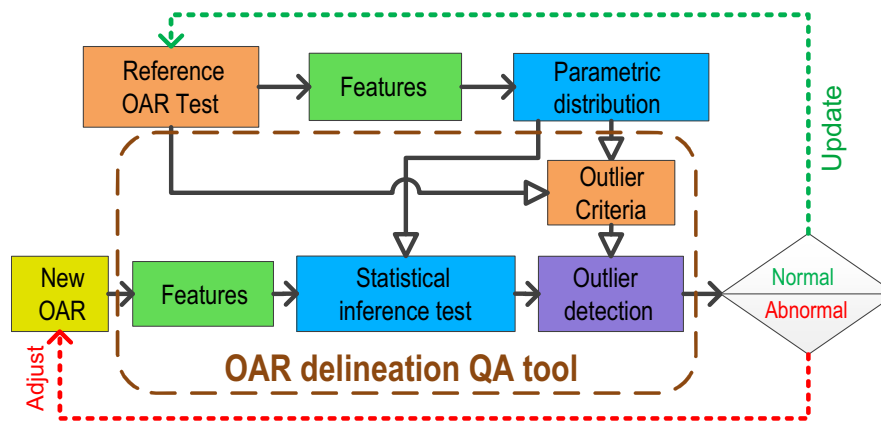 Reference
OAR Test
Features
Parametric
distribution
Update
Outlier
Criteria
New
OAR
Features
Statistical
inference test
Outlier
detection
Normal
Abnormal
Adjust
OAR delineation QA tool